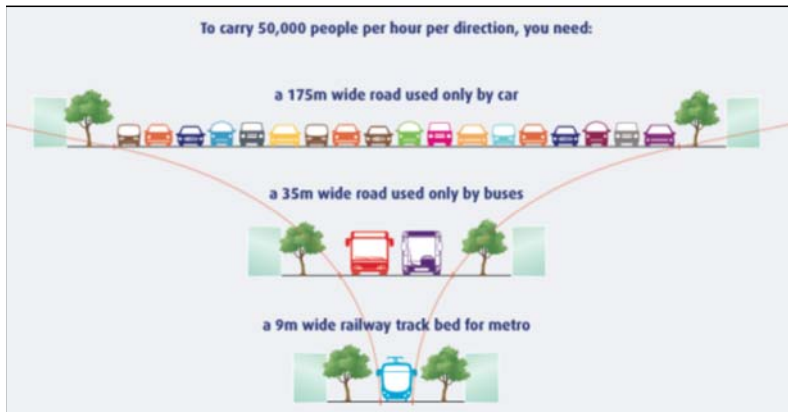 To carry 50,000 people per hour per direction, you need:
a 175m wide road used only by car
a 35m wide road used only by buses
a 9m wide railway track bed for metro